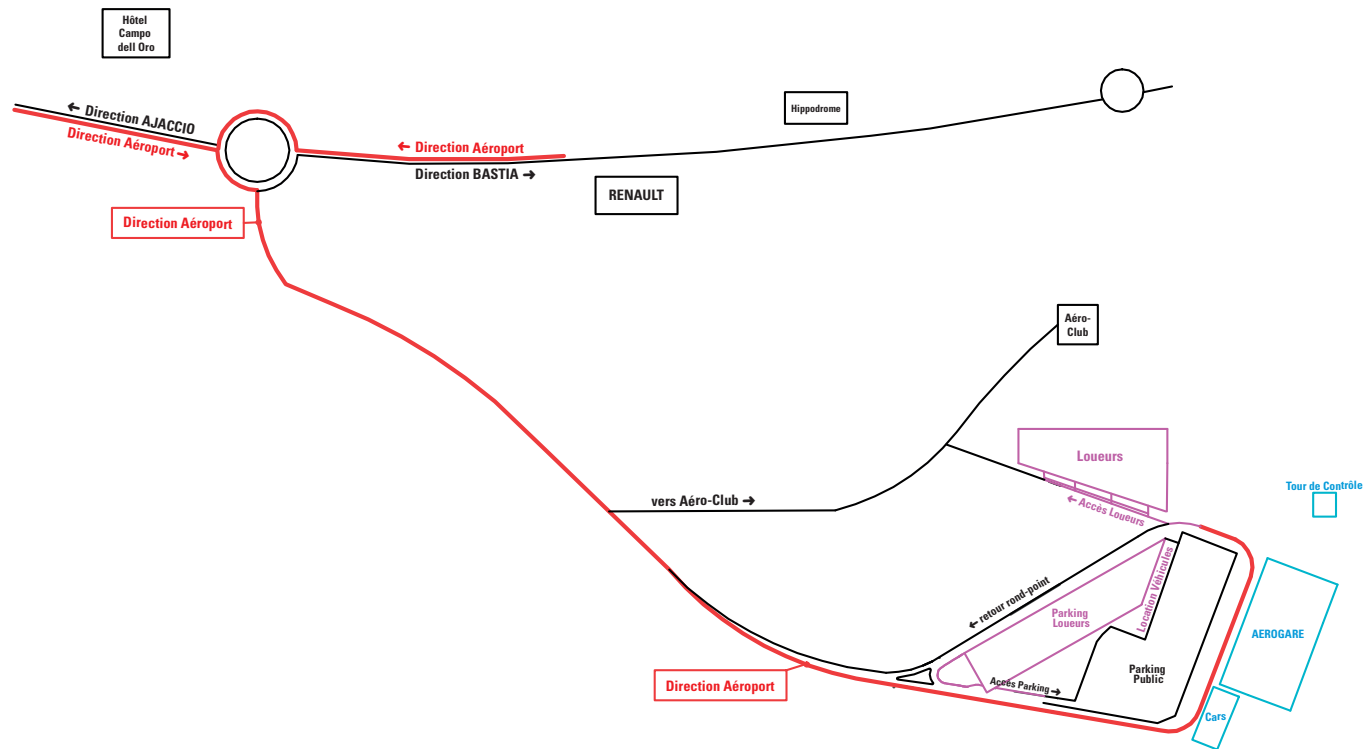 Hôtel
Campo
dell Oro
← Direction AJACCIO
Direction Aéroport →
Hippodrome
← Direction Aéroport
Direction BASTIA →
RENAULT
Direction Aéroport
Aéro-
Club
Loueurs
Tour de Contrôle
vers Aéro-Club →
← Accès Loueurs
← retour rond-point
Location Véhicules
Parking
Loueurs
AEROGARE
Parking
Public
Direction Aéroport
Accès Parking →
Cars